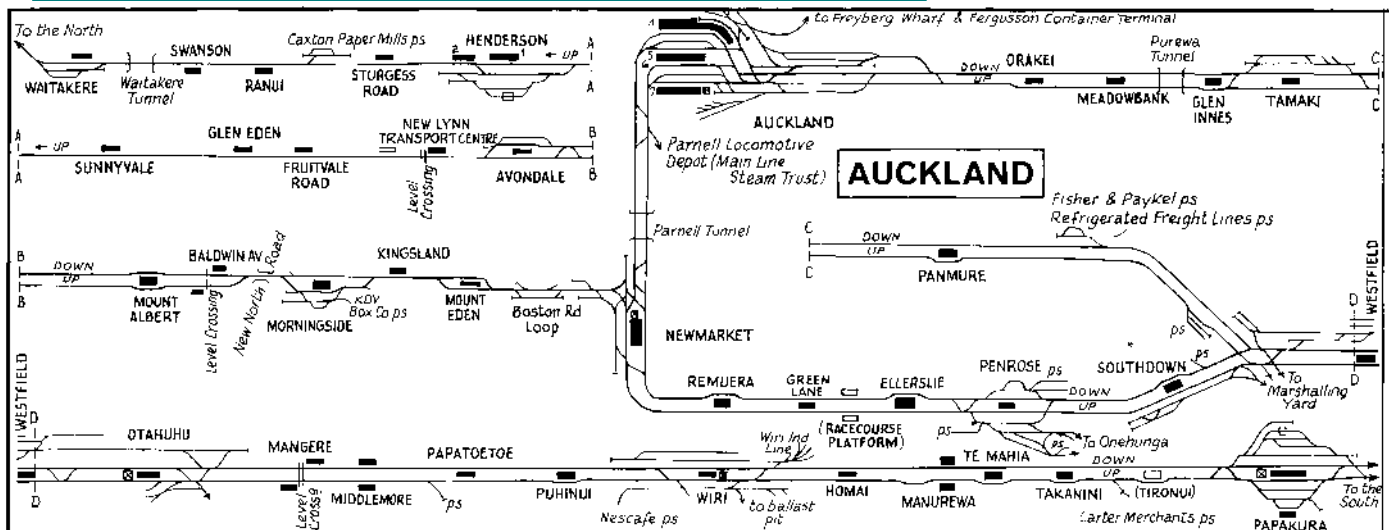 To the North
WAITAKERE
Waitakere
Tunnel
SWANSON
RANUI
Caxton Paper Mills ps
STURGESS
ROAD
HENDERSON
2
1
← UP
A
A
4
5
7
to Freyberg Wharf & Fergusson Container Terminal
AUCKLAND
DOWN
UP
ORAKEI
MEADOWBANK
Purewa
Tunnel
GLEN
INNES
TAMAKI
C
C
A
A
← UP
SUNNYVALE
GLEN EDEN
FRUITVALE
ROAD
NEW LYNN
TRANSPORT CENTRE
Level
Crossing
AVONDALE
B
B
Parnell Locomotive
Depot (Main Line
Steam Trust)
AUCKLAND
Parnell Tunnel
Fisher & Paykel ps
Refrigerated Freight Lines ps
C
C
DOWN
UP
PANMURE
ps
B
B
DOWN
UP
MOUNT
ALBERT
BALDWIN AV
Level Crossing
New North
Road
MORNINGSIDE
KDV
Box Co ps
KINGSLAND
MOUNT
EDEN
Boston Rd
Loop
NEWMARKET
REMUERA
GREEN
LANE
(RACECOURSE
PLATFORM)
ELLERSLIE
PENROSE
ps
ps
ps
To Onehunga
DOWN
UP
SOUTHDOWN
ps
To
Marshalling
Yard
D
D
WESTFIELD
WESTFIELD
D
D
OTAHUHU
MANGERE
Level
Crossg
MIDDLEMORE
ps
PAPATOETOE
PUHINUI
Nescafe ps
WIRI
Wiri Ind
Line
to ballast
pit
HOMAI
MANUREWA
TE MAHIA
TAKANINI
DOWN
UP
(TIRONUI)
Carter Merchants ps
PAPAKURA
To the
South